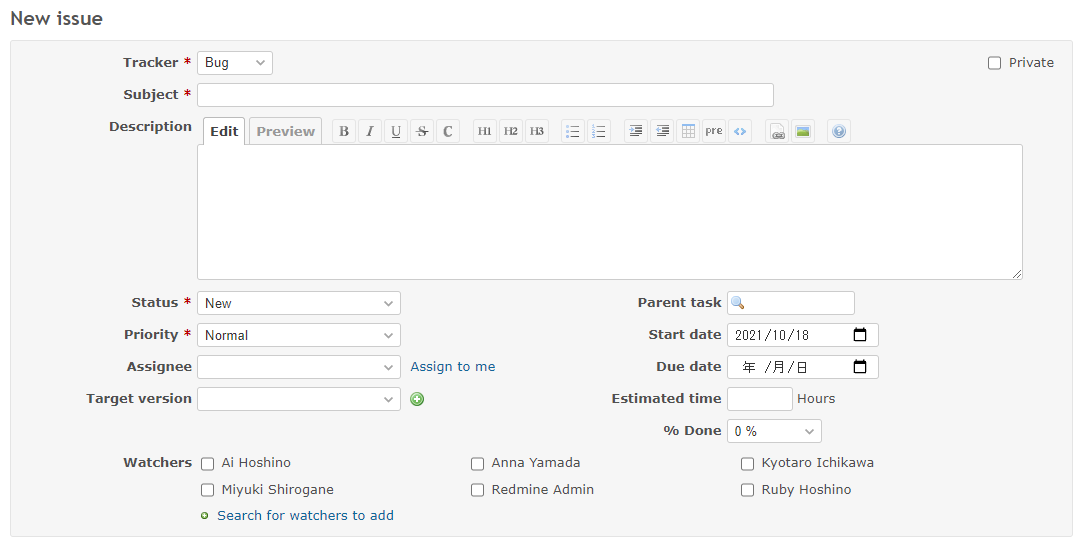 New issue
Tracker * Bug Private
Subject *
Description Edit Preview B I U S C H1 H2 H3 1 2 3 pre <> ?
Status * New Parent task
Priority * Normal Start date 2021/10/18
Assignee Assign to me Due date 年 /月/日
Target version Estimated time Hours
% Done 0 %
Watchers Ai Hoshino Anna Yamada Kyotaro Ichikawa
Miyuki Shirogane Redmine Admin Ruby Hoshino
Search for watchers to add